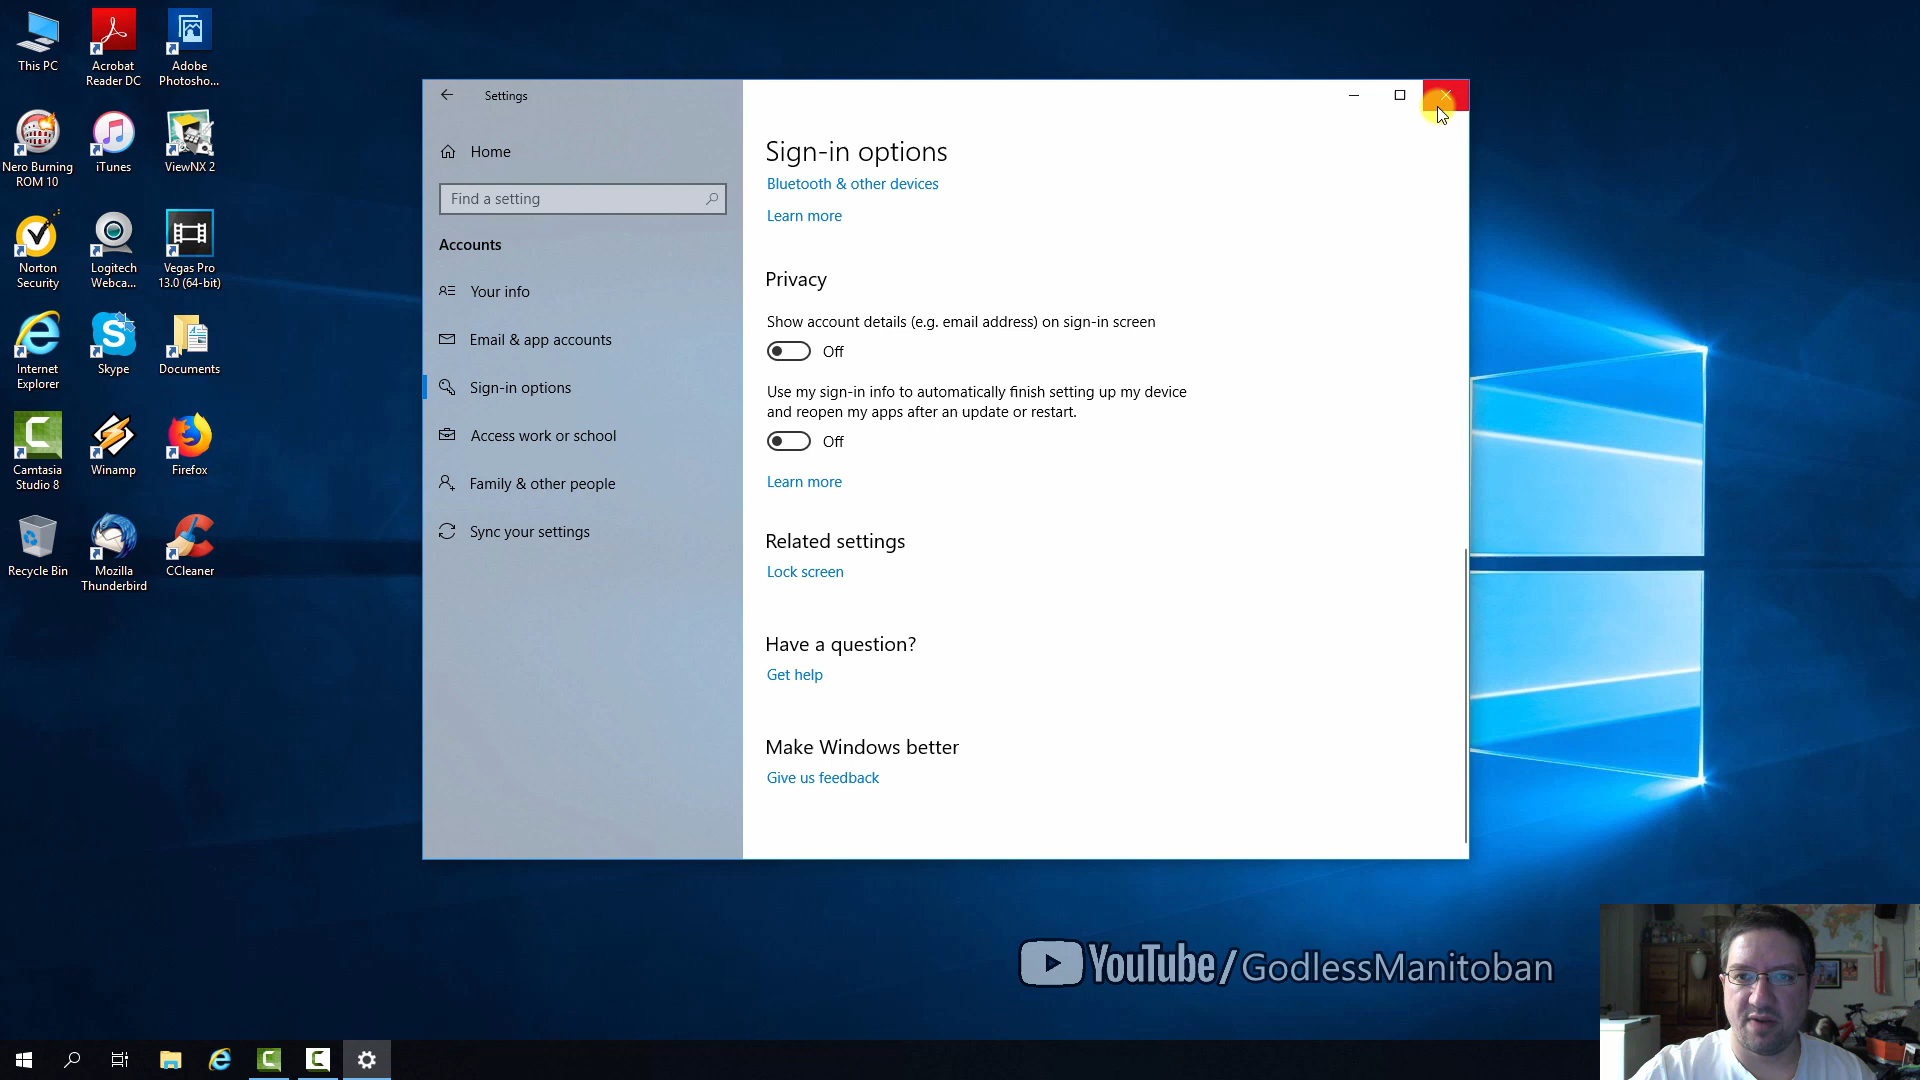 This PC
Acrobat
Reader DC
Adobe
Photosho...
Nero Burning
ROM 10
iTunes
ViewNX 2
Norton
Security
Logitech
Webca...
Vegas Pro
13.0 (64-bit)
Internet
Explorer
Skype
Documents
Camtasia
Studio 8
Winamp
Firefox
Recycle Bin
Mozilla
Thunderbird
CCleaner
Settings
Home
Find a setting
Accounts
Your info
Email & app accounts
Sign-in options
Access work or school
Family & other people
Sync your settings
Sign-in options
Bluetooth & other devices
Learn more
Privacy
Show account details (e.g. email address) on sign-in screen
Off
Use my sign-in info to automatically finish setting up my device
and reopen my apps after an update or restart.
Off
Learn more
Related settings
Lock screen
Have a question?
Get help
Make Windows better
Give us feedback
YouTube/GodlessManitoban